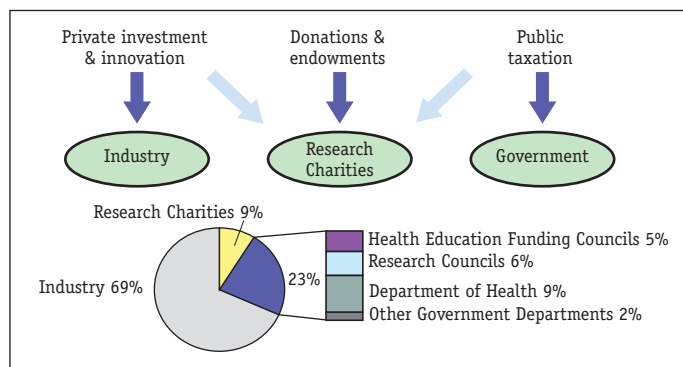 Private investment
& innovation
Donations &
endowments
Public
taxation
Industry
Research
Charities
Government
Research Charities 9%
Industry 69%
23%
Health Education Funding Councils 5%
Research Councils 6%
Department of Health 9%
Other Government Departments 2%